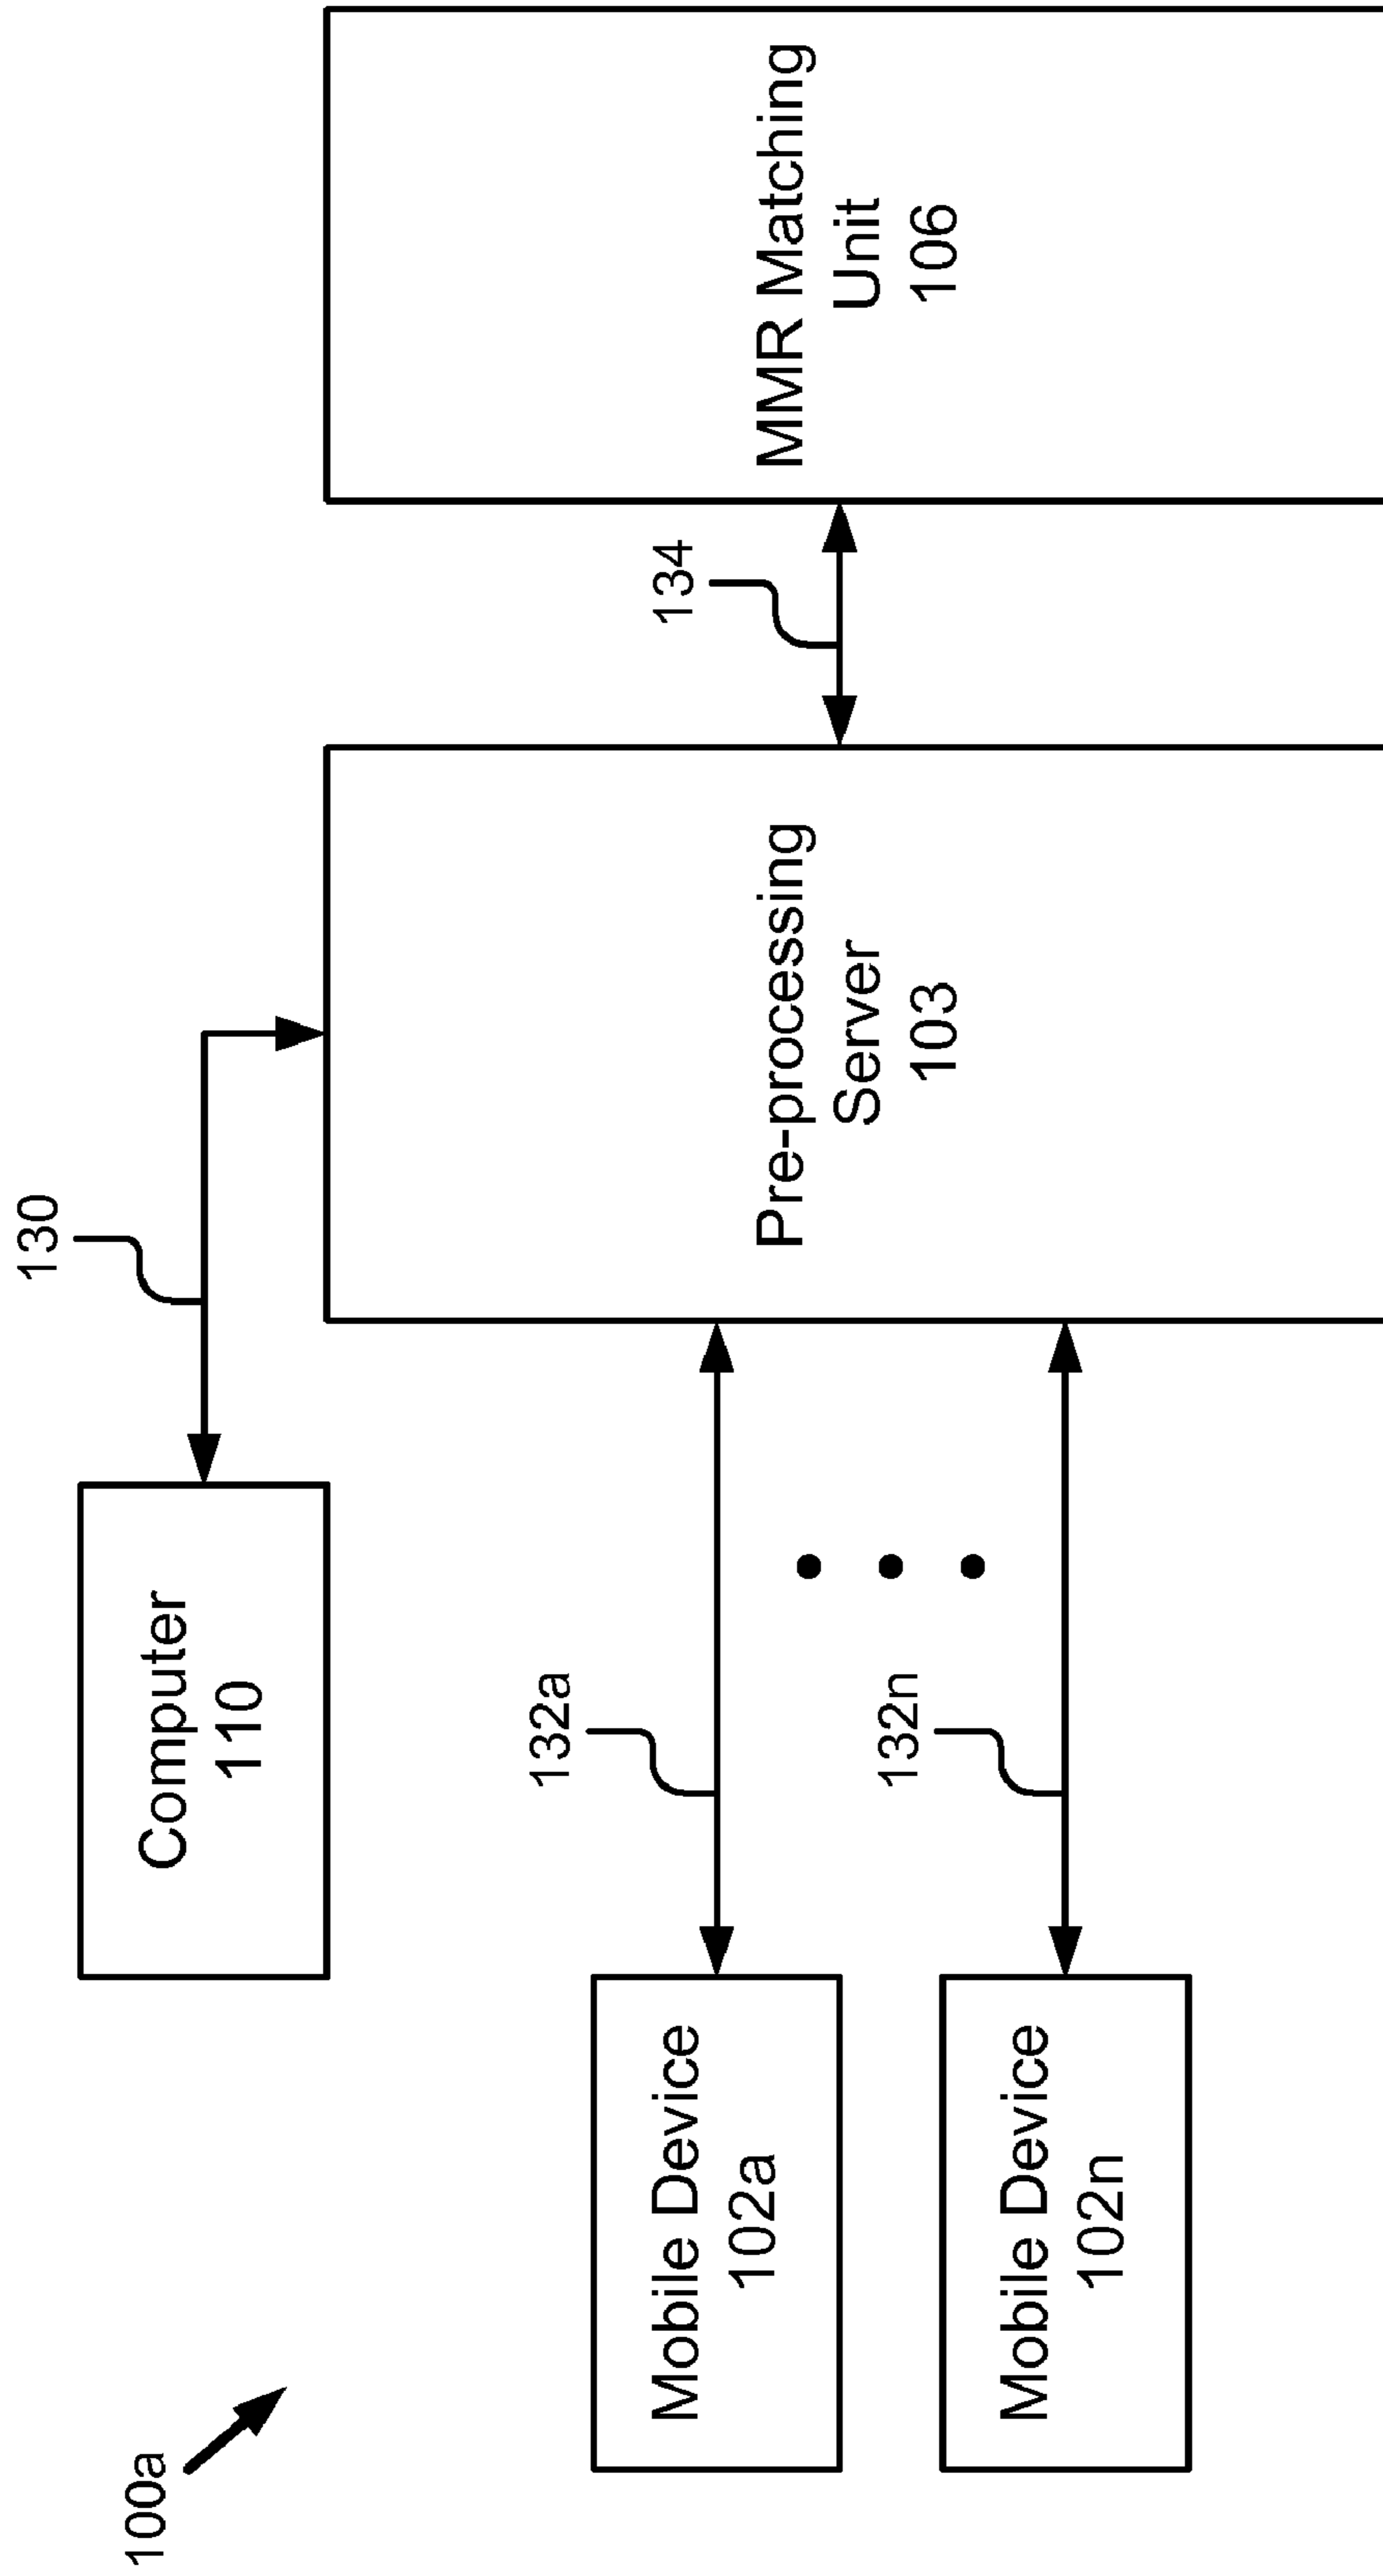 100a
Computer
110
130
Mobile Device
102a
132a
Mobile Device
102n
132n
Pre-processing
Server
103
134
MMR Matching
Unit
106